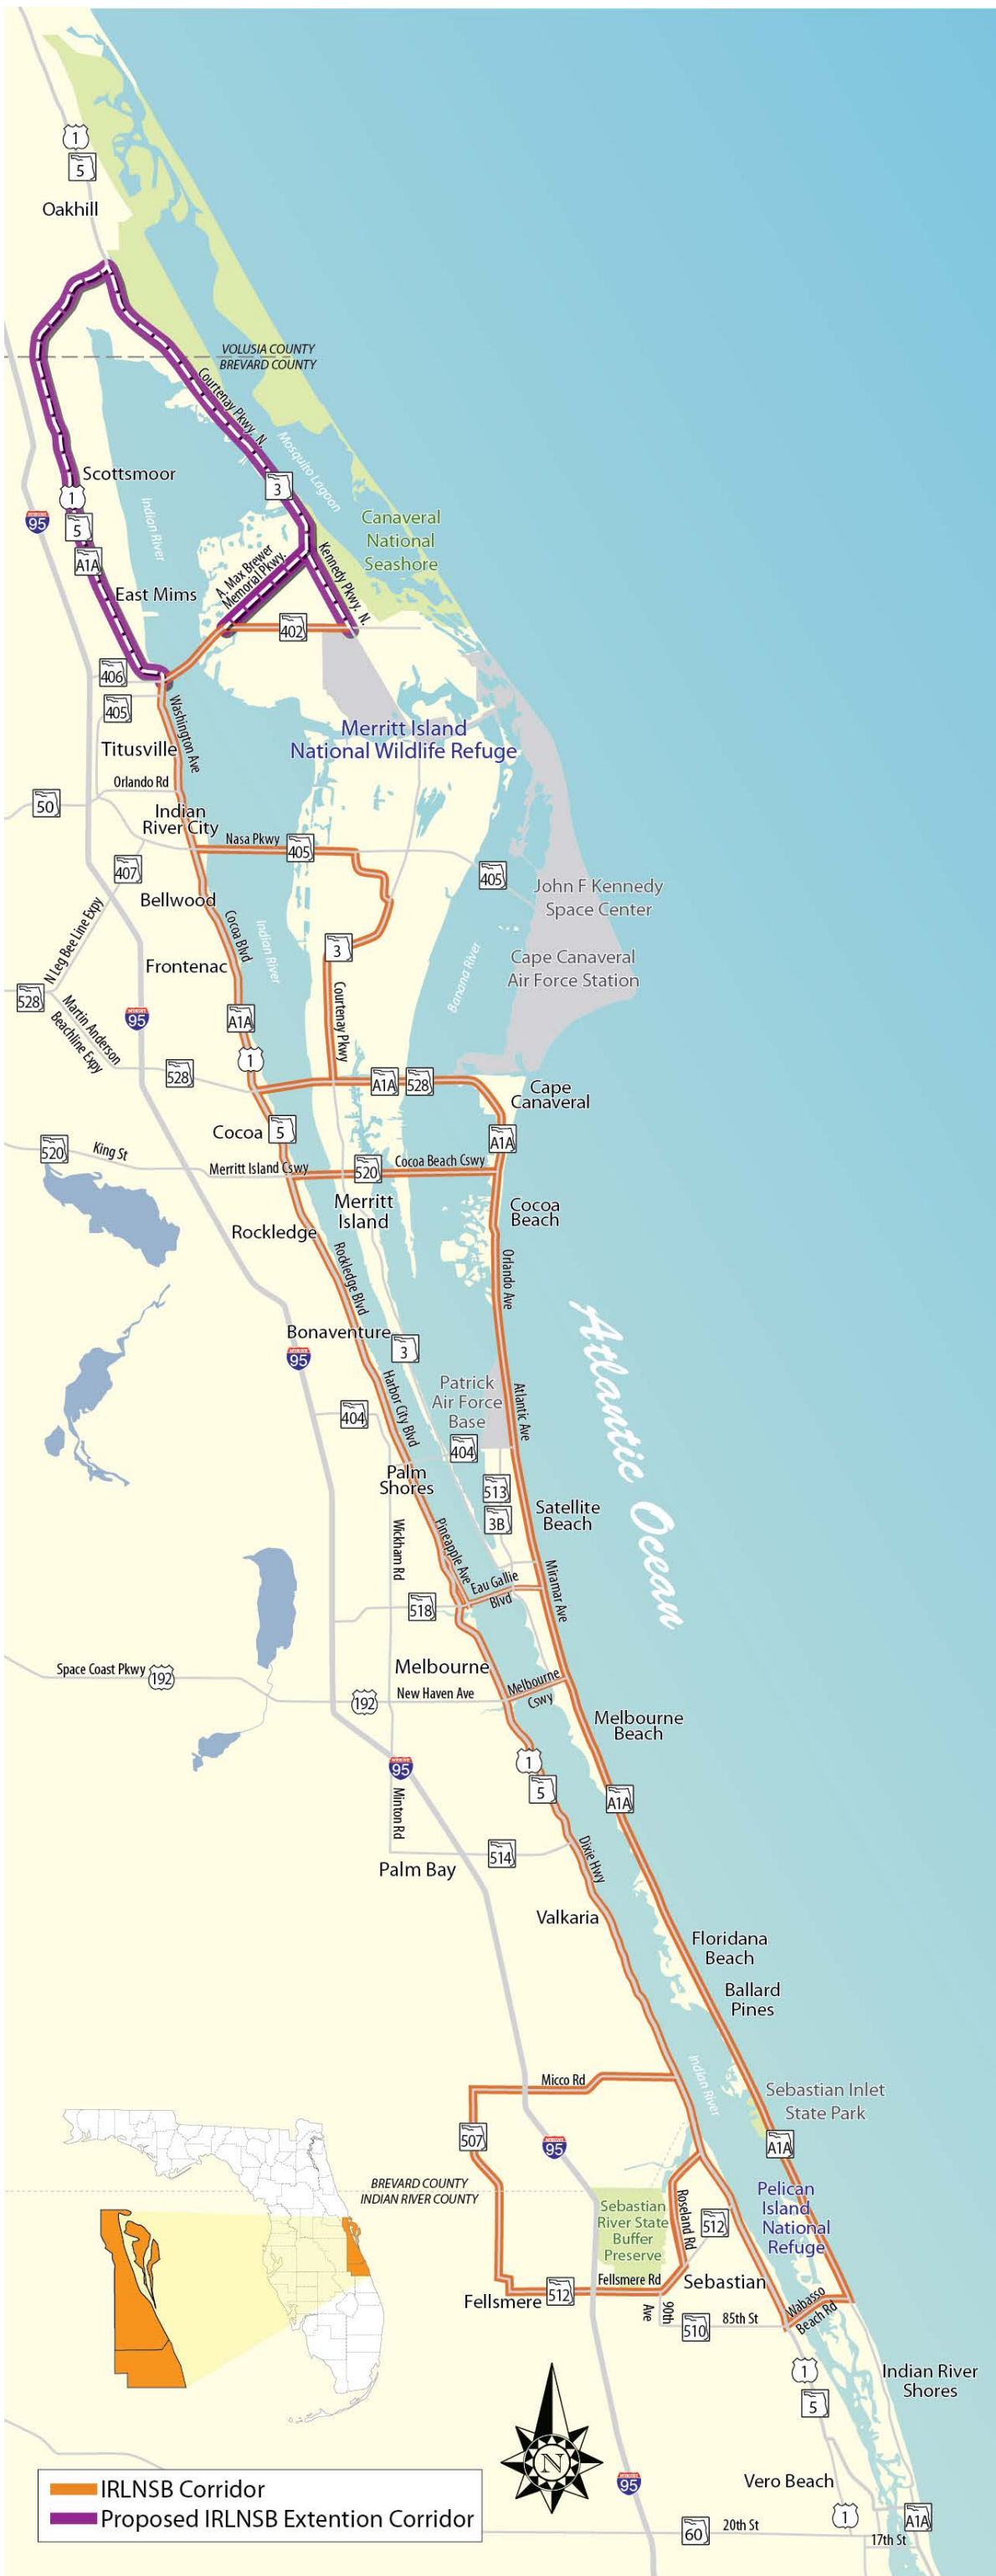 1
5
Oakhill
VOLUSIA COUNTY
BREVARD COUNTY
Courtenay Pkwy. N.
Mosquito Lagoon
Scottsmoor
1
3
Indian River
95
5
Canaveral
National
Seashore
A1A
A. Max Brewer
Memorial Pkwy.
Kennedy Pkwy. N.
East Mims
402
406
405
Washington Ave
Titusville
Merritt Island
National Wildlife Refuge
Orlando Rd
50
Indian
River City
Nasa Pkwy
405
407
405
John F Kennedy
Space Center
Bellwood
N Leg Bee Line Expy
Cocoa Blvd
Indian River
3
Banana River
Frontenac
Cape Canaveral
Air Force Station
528
Martin Anderson
Beachline Expy
95
A1A
Courtenay Pkwy
1
528
A1A
528
Cape
Canaveral
Cocoa
5
A1A
520
King St
Merritt Island Cswy
520
Cocoa Beach Cswy
Merritt
Island
Cocoa
Beach
Rockledge
Rockledge Blvd
Orlando Ave
Atlantic Ocean
Bonaventure
3
95
Harbor City Blvd
Patrick
Air Force
Base
Atlantic Ave
404
404
Palm
Shores
513
3B
Satellite
Beach
Wickham Rd
Pineapple Ave
Eau Gallie
Blvd
Miramar Ave
518
Space Coast Pkwy
192
Melbourne
192
New Haven Ave
Melbourne
Cswy
Melbourne
Beach
1
95
5
A1A
Minton Rd
514
Dixie Hwy
Palm Bay
Valkaria
Floridana
Beach
Ballard
Pines
Micco Rd
Indian River
Sebastian Inlet
State Park
507
95
A1A
BREVARD COUNTY
INDIAN RIVER COUNTY
Pelican
Island
National
Refuge
Sebastian
River State
Buffer
Preserve
Roseland Rd
512
Fellsmere Rd
Sebastian
Fellsmere
512
90th
Ave
510
85th St
Wabasso
Beach Rd
1
5
Indian River
Shores
N
95
Vero Beach
1
A1A
60
20th St
17th St
IRLNSB Corridor
Proposed IRLNSB Extention Corridor